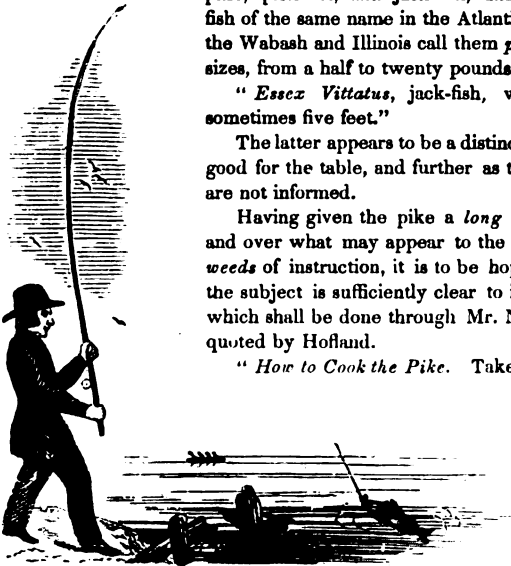 fish of the same name in the Atlanti
the Wabash and Illinois call them
sizes, from a half to twenty pounds
" Essex Vittatus, jack-fish, v
sometimes five feet."
The latter appears to be a distinc
good for the table, and further as t
are not informed.
Having given the pike a long
and over what may appear to the
weeds of instruction, it is to be hop
the subject is sufficiently clear to i
which shall be done through Mr. N
quoted by Hofland.
" How to Cook the Pike. Take